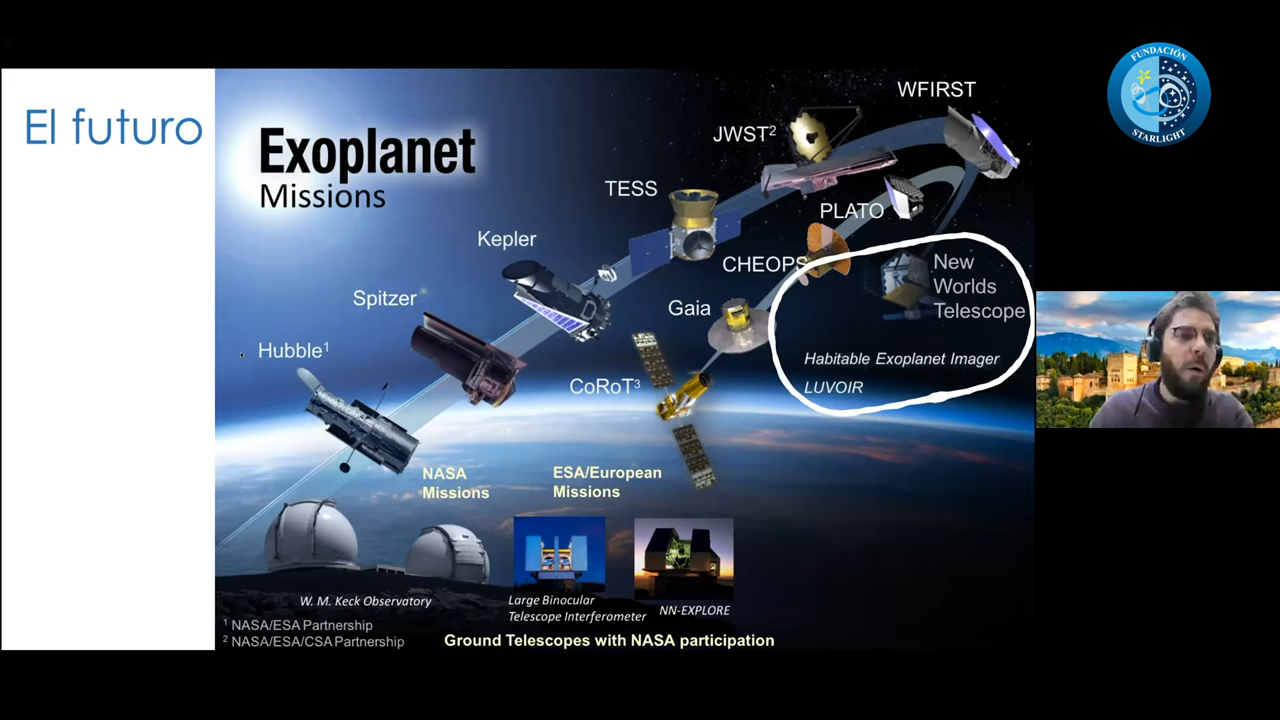 El futuro
Exoplanet
Missions
WFIRST
JWST²
TESS
PLATO
Kepler
CHEOPS
New
Worlds
Telescope
Spitzer
Gaia
Hubble¹
Habitable Exoplanet Imager
CoRoT³
LUVOIR
NASA
Missions
ESA/European
Missions
W. M. Keck Observatory
Large Binocular
Telescope Interferometer
NN-EXPLORE
¹ NASA/ESA Partnership
² NASA/ESA/CSA Partnership
Ground Telescopes with NASA participation
FUNDACIÓN
STARLIGHT